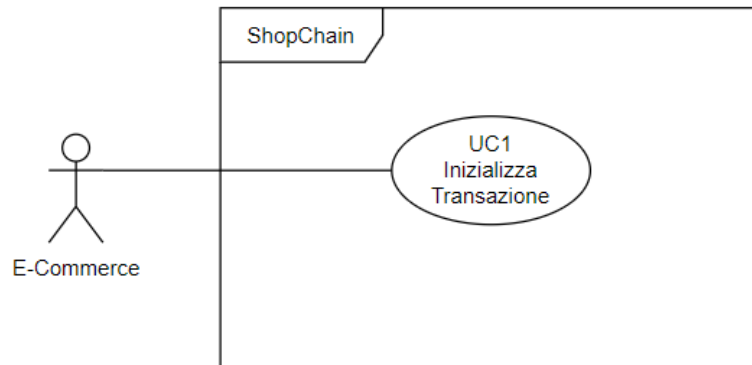 ShopChain
UC1
Inizializza
Transazione
E-Commerce